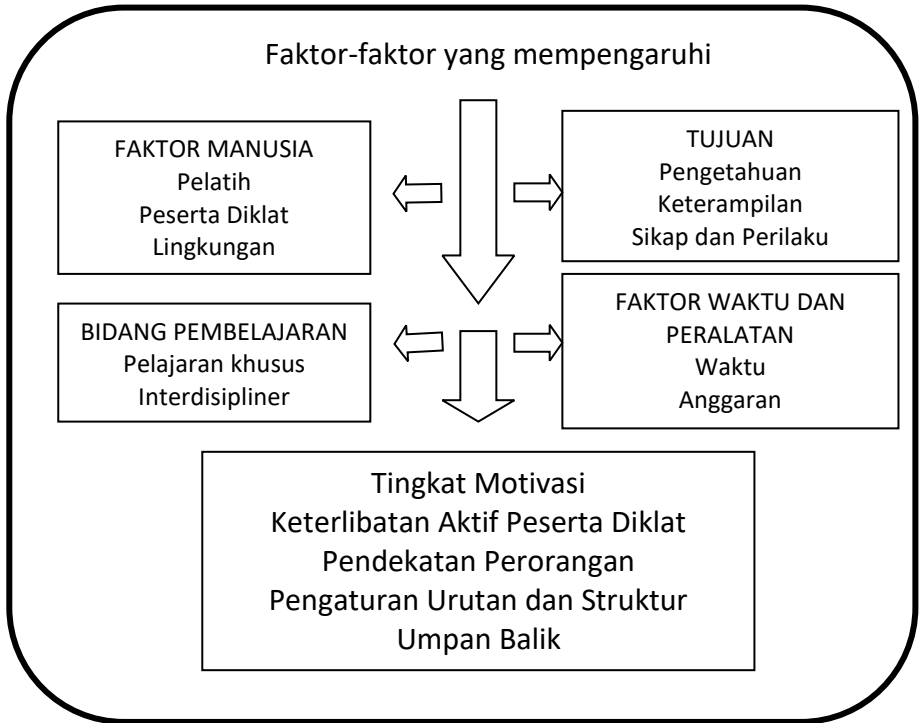 Faktor-faktor yang mempengaruhi
FAKTOR MANUSIA
Pelatih
Peserta Diklat
Lingkungan
TUJUAN
Pengetahuan
Keterampilan
Sikap dan Perilaku
BIDANG PEMBELAJARAN
Pelajaran khusus
Interdisipliner
FAKTOR WAKTU DAN
PERALATAN
Waktu
Anggaran
Tingkat Motivasi
Keterlibatan Aktif Peserta Diklat
Pendekatan Perorangan
Pengaturan Urutan dan Struktur
Umpan Balik